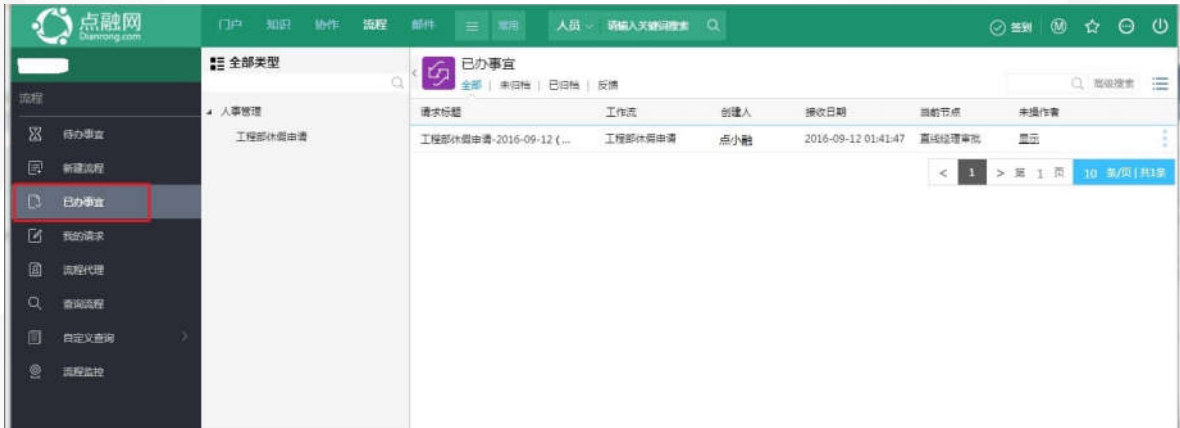 点融网
Dianrong.com
门户 知识 协作 流程 邮件 常用 人员 请输入关键词搜索 签到 M
流程
待办事宜
新建流程
已办事宜
我的请求
流程代理
查询流程
自定义查询
流程监控
全部类型
人事管理
工程部休假申请
已办事宜
全部 | 未归档 | 已归档 | 反馈
高级搜索
请求标题 工作流 创建人 接收日期 当前节点 未操作者
工程部休假申请-2016-09-12 (... 工程部休假申请 点小融 2016-09-12 01:41:47 直线经理审批 显示
< 1 > 第 1 页 10 条/页 | 共1条